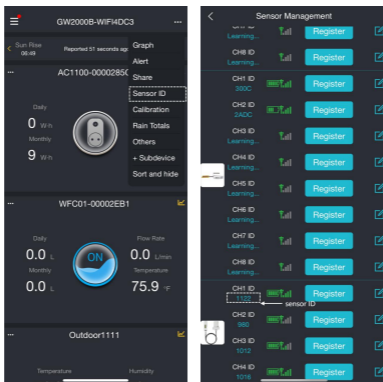 GW2000B-WIFI4DC3
...
Sun Rise
06:49
Reported 51 seconds ago
Graph
Alert
Share
Sensor ID
Calibration
Rain Totals
Others
+ Subdevice
Sort and hide
AC1100-0000285C
Daily
0 W·h
Monthly
9 W·h
WFC01-00002EB1
Daily
0.0 L
Monthly
0.0 L
ON
Flow Rate
0.0 L/min
Temperature
75.9 °F
Outdoor1111
Temperature
Humidity
Sensor Management
Learning...
Register
CH8 ID
Learning...
Register
CH1 ID
300C
Register
CH2 ID
2ADC
Register
CH3 ID
Learning...
Register
CH4 ID
Learning...
Register
CH5 ID
Learning...
Register
CH6 ID
Learning...
Register
CH7 ID
Learning...
Register
CH8 ID
Learning...
Register
CH1 ID
1122
Register
sensor ID
CH2 ID
980
Register
CH3 ID
1012
Register
CH4 ID
1016
Register